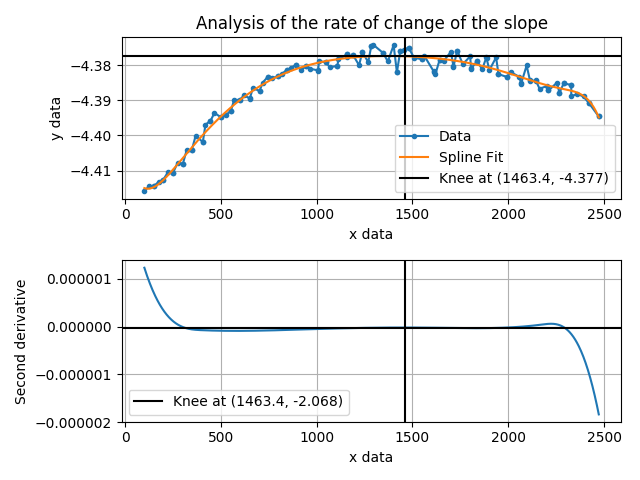 Analysis of the rate of change of the slope
−4.38
−4.39
−4.40
−4.41
y data
Data
Spline Fit
Knee at (1463.4, -4.377)
0
500
1000
1500
2000
2500
x data
0.000001
0.000000
−0.000001
−0.000002
Second derivative
Knee at (1463.4, -2.068)
0
500
1000
1500
2000
2500
x data